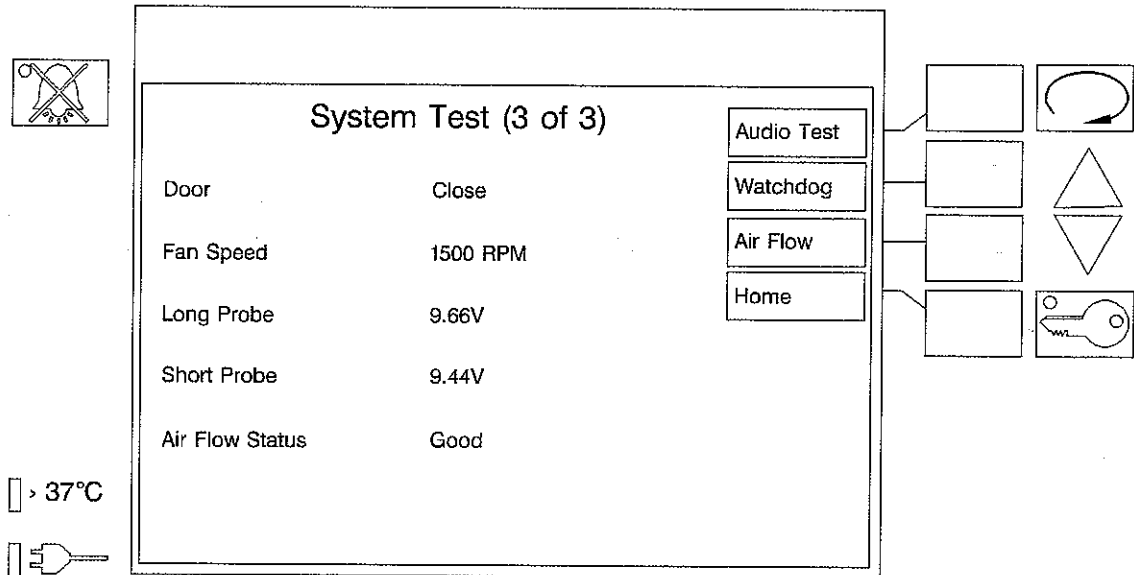 System Test (3 of 3)
Audio Test
Door Close
Watchdog
Fan Speed 1500 RPM
Air Flow
Long Probe 9.66V
Home
Short Probe 9.44V
Air Flow Status Good
> 37°C